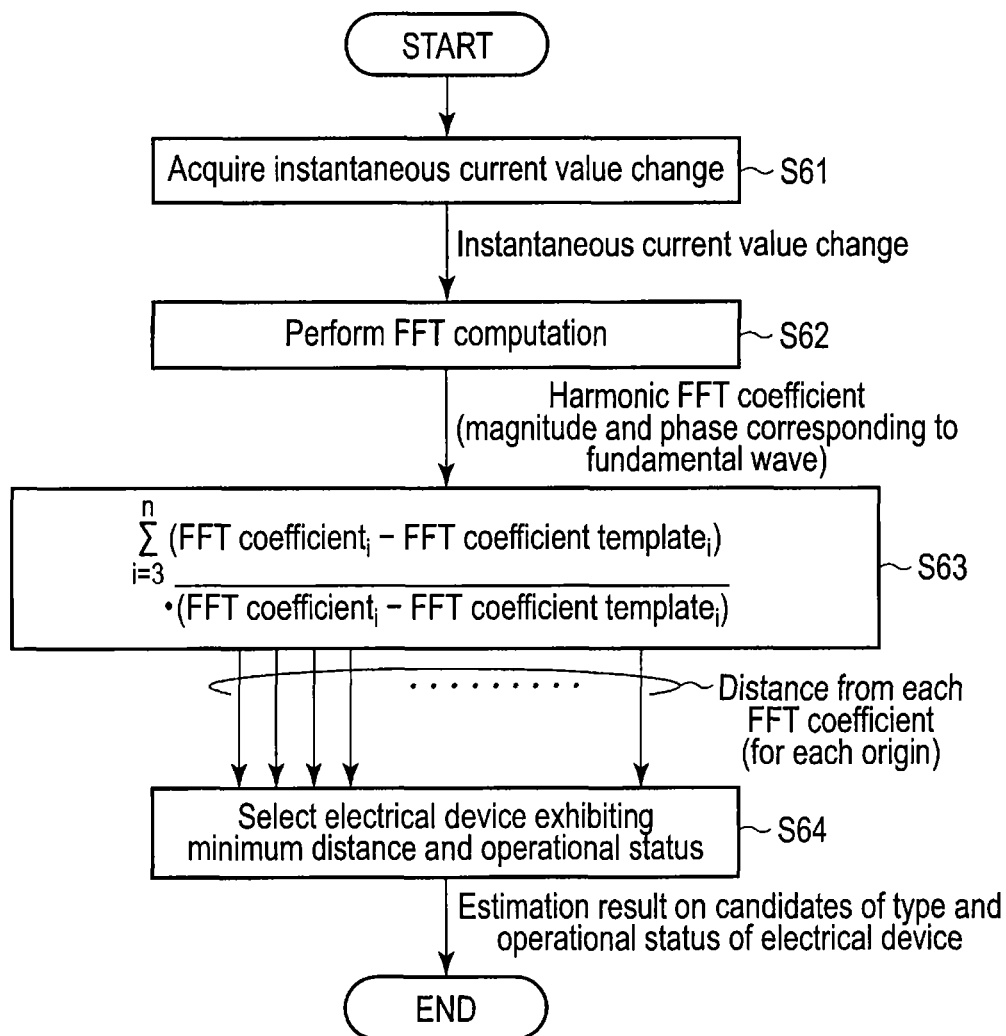 START
Acquire instantaneous current value change
S61
Instantaneous current value change
Perform FFT computation
S62
Harmonic FFT coefficient
(magnitude and phase corresponding to
fundamental wave)
n
Σ (FFT coefficientᵢ − FFT coefficient templateᵢ)
i=3
•(FFT coefficientᵢ − FFT coefficient templateᵢ)
S63
Distance from each
FFT coefficient
(for each origin)
Select electrical device exhibiting
minimum distance and operational status
S64
Estimation result on candidates of type and
operational status of electrical device
END